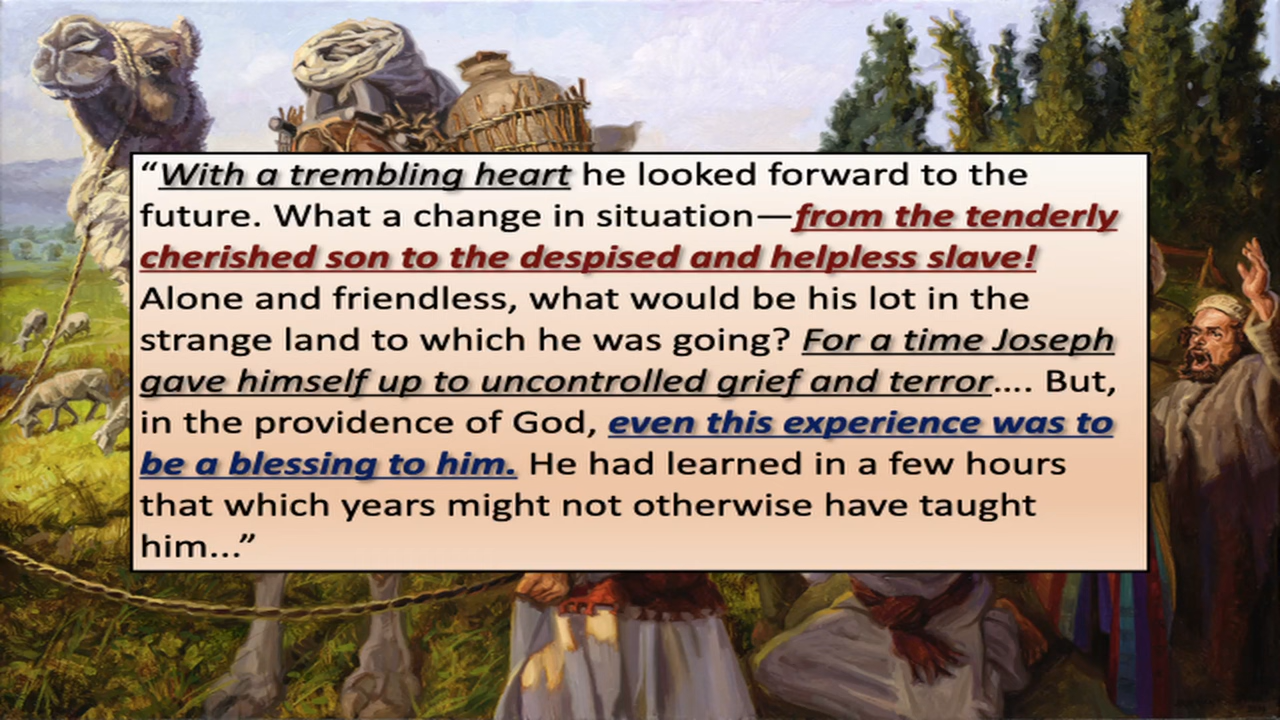 “With a trembling heart he looked forward to the
future. What a change in situation—from the tenderly
cherished son to the despised and helpless slave!
Alone and friendless, what would be his lot in the
strange land to which he was going? For a time Joseph
gave himself up to uncontrolled grief and terror.... But,
in the providence of God, even this experience was to
be a blessing to him. He had learned in a few hours
that which years might not otherwise have taught
him...”